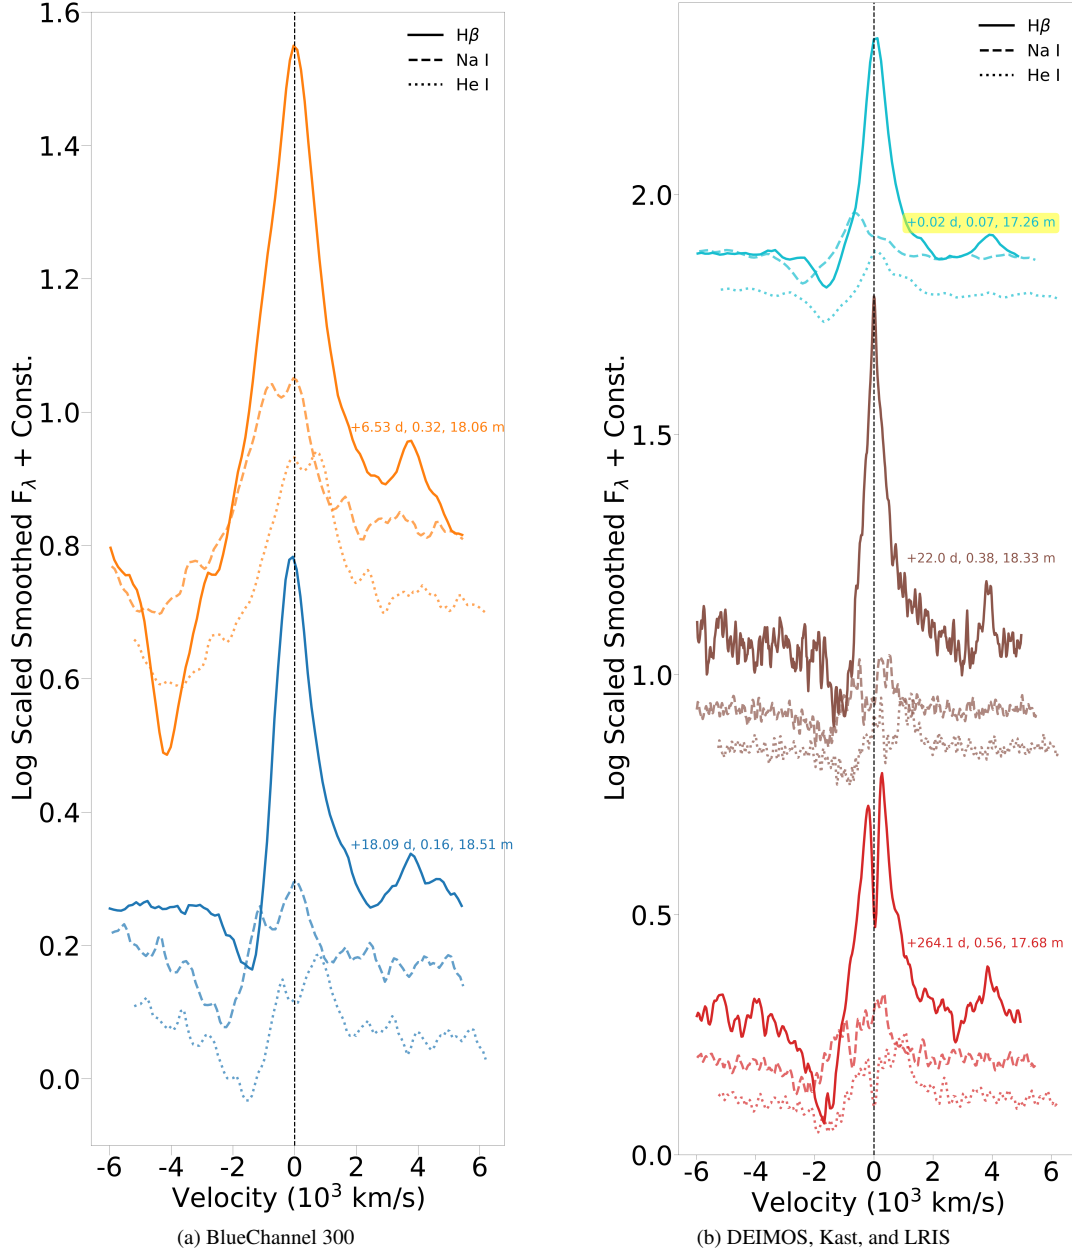 1.6
1.4
1.2
1.0
0.8
0.6
0.4
0.2
0.0
Log Scaled Smoothed Fλ + Const.
Hβ
Na I
He I
+6.53 d, 0.32, 18.06 m
+18.09 d, 0.16, 18.51 m
-6 -4 -2 0 2 4 6
Velocity (10³ km/s)
(a) BlueChannel 300
2.0
1.5
1.0
0.5
0.0
Log Scaled Smoothed Fλ + Const.
Hβ
Na I
He I
+0.02 d, 0.07, 17.26 m
+22.0 d, 0.38, 18.33 m
+264.1 d, 0.56, 17.68 m
-6 -4 -2 0 2 4 6
Velocity (10³ km/s)
(b) DEIMOS, Kast, and LRIS